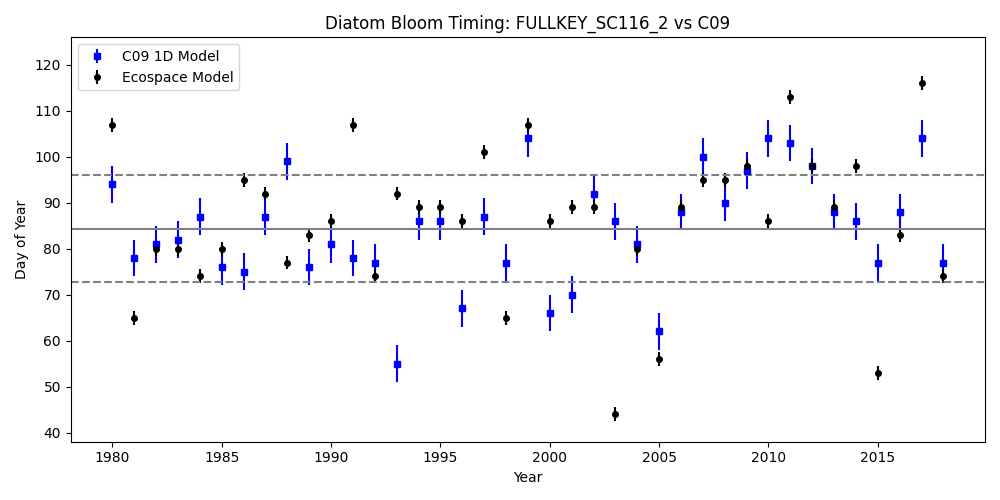 Diatom Bloom Timing: FULLKEY_SC116_2 vs C09
C09 1D Model
Ecospace Model
Day of Year
120
110
100
90
80
70
60
50
40
1980 1985 1990 1995 2000 2005 2010 2015
Year